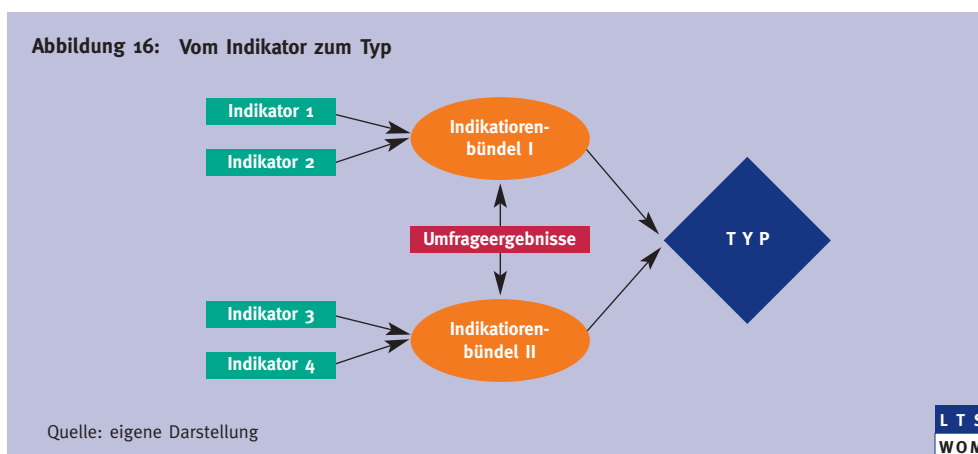 Abbildung 16: Vom Indikator zum Typ
Indikator 1
Indikator 2
Indikatioren-
bündel I
Umfrageergebnisse
T Y P
Indikator 3
Indikator 4
Indikatioren-
bündel II
Quelle: eigene Darstellung
L T S
WOM